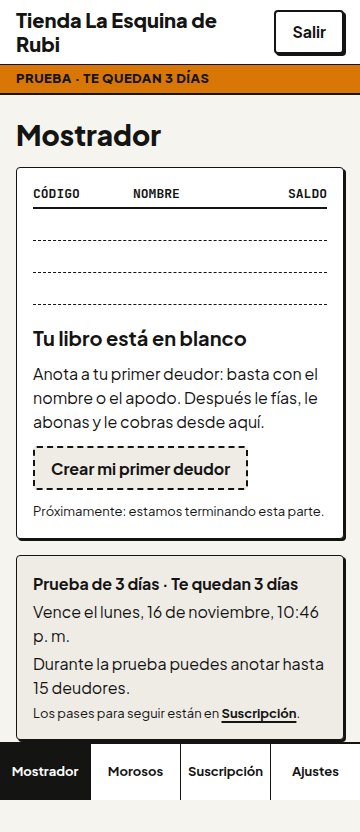 Tienda La Esquina de
Rubi
Salir
PRUEBA · TE QUEDAN 3 DÍAS
Mostrador
CÓDIGO NOMBRE SALDO
Tu libro está en blanco
Anota a tu primer deudor: basta con el
nombre o el apodo. Después le fías, le
abonas y le cobras desde aquí.
Crear mi primer deudor
Próximamente: estamos terminando esta parte.
Prueba de 3 días · Te quedan 3 días
Vence el lunes, 16 de noviembre, 10:46
p. m.
Durante la prueba puedes anotar hasta
15 deudores.
Los pases para seguir están en Suscripción.
Mostrador Morosos Suscripción Ajustes